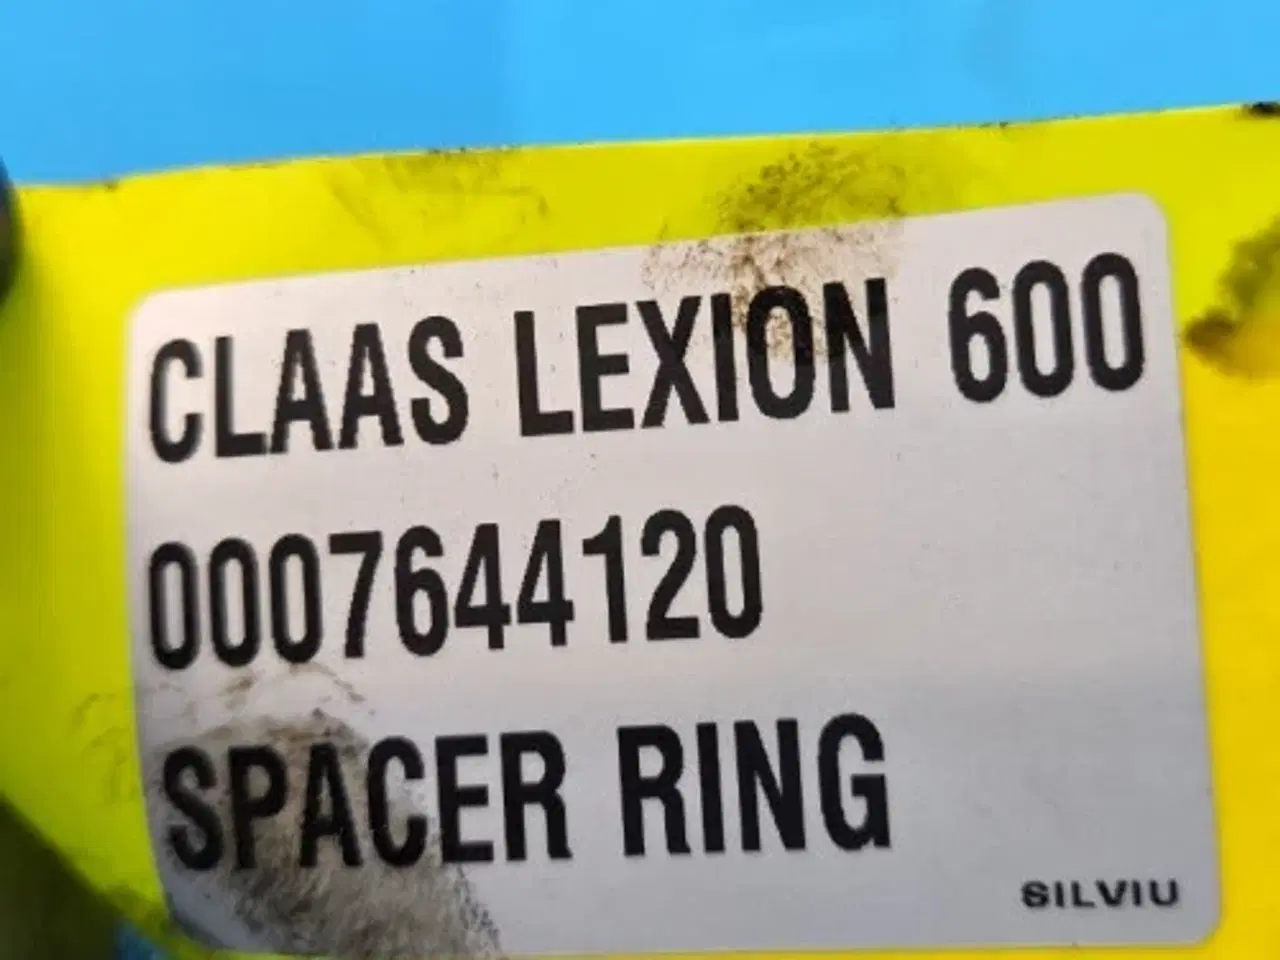 CLAAS LEXION 600
0007644120
SPACER RING
SILVIU